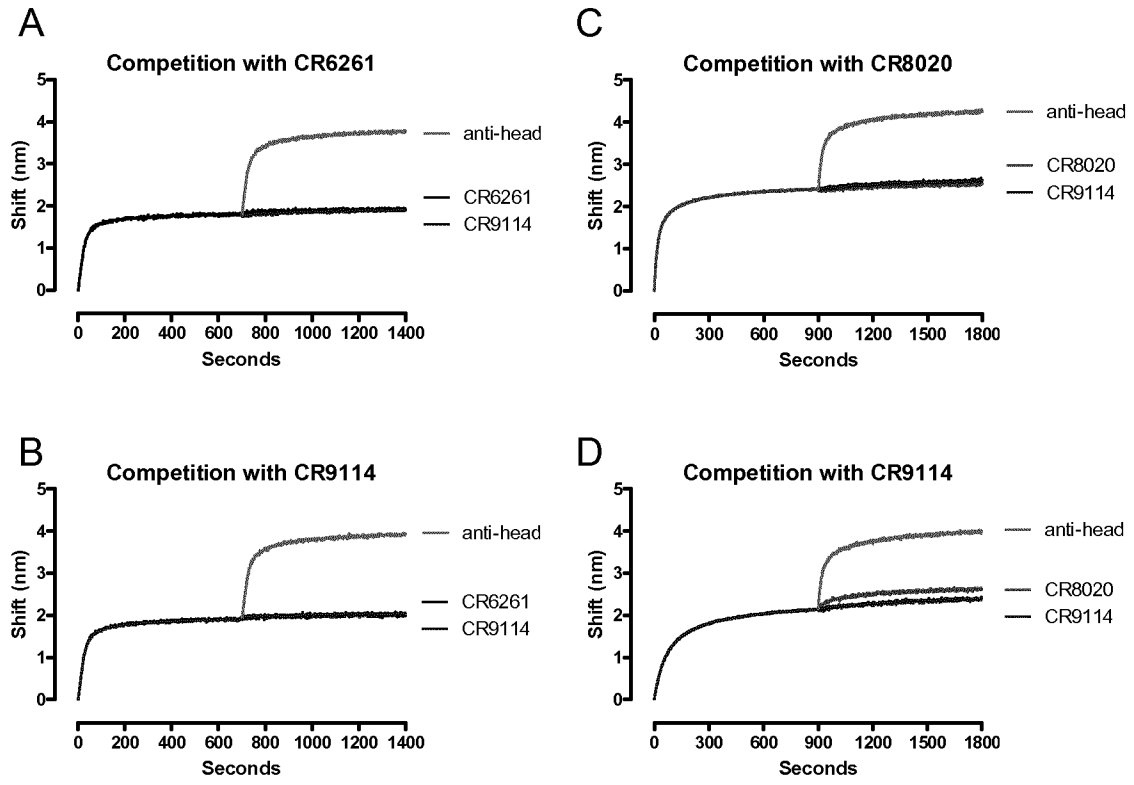 A
Competition with CR6261
5
4
3
2
1
0
Shift (nm)
anti-head
CR6261
CR9114
0 200 400 600 800 1000 1200 1400
Seconds
C
Competition with CR8020
5
4
3
2
1
0
Shift (nm)
anti-head
CR8020
CR9114
0 300 600 900 1200 1500 1800
Seconds
B
Competition with CR9114
5
4
3
2
1
0
Shift (nm)
anti-head
CR6261
CR9114
0 200 400 600 800 1000 1200 1400
Seconds
D
Competition with CR9114
5
4
3
2
1
0
Shift (nm)
anti-head
CR8020
CR9114
0 300 600 900 1200 1500 1800
Seconds